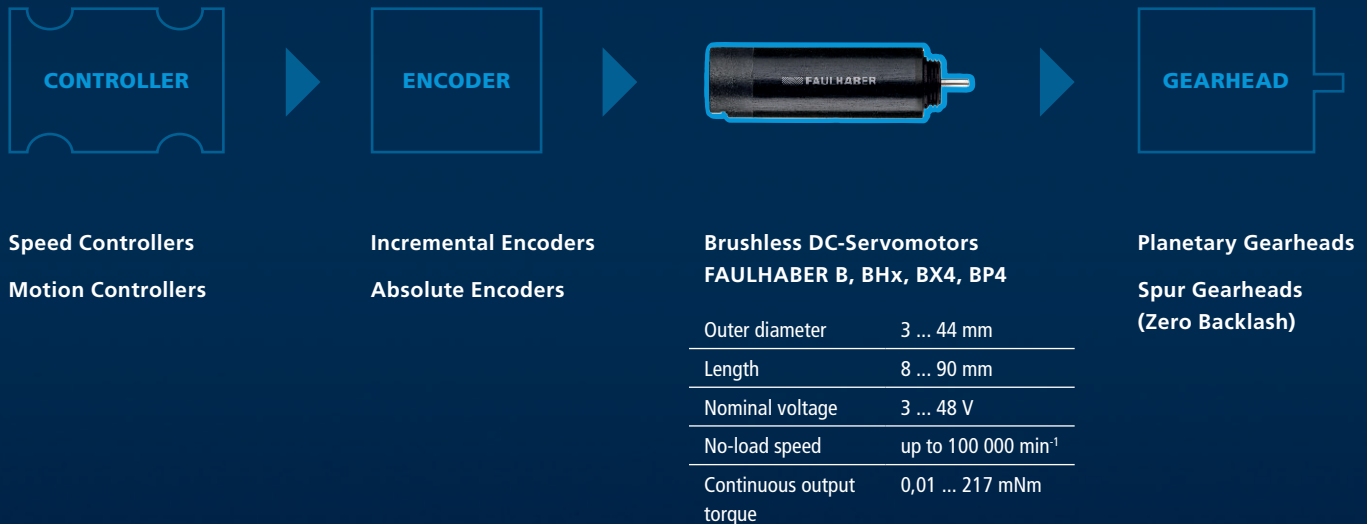 CONTROLLER
ENCODER
FAULHABER
GEARHEAD
Speed Controllers
Motion Controllers
Incremental Encoders
Absolute Encoders
Brushless DC-Servomotors
FAULHABER B, BHx, BX4, BP4
Outer diameter 3 ... 44 mm
Length 8 ... 90 mm
Nominal voltage 3 ... 48 V
No-load speed up to 100 000 min⁻¹
Continuous output 0,01 ... 217 mNm
torque
Planetary Gearheads
Spur Gearheads
(Zero Backlash)